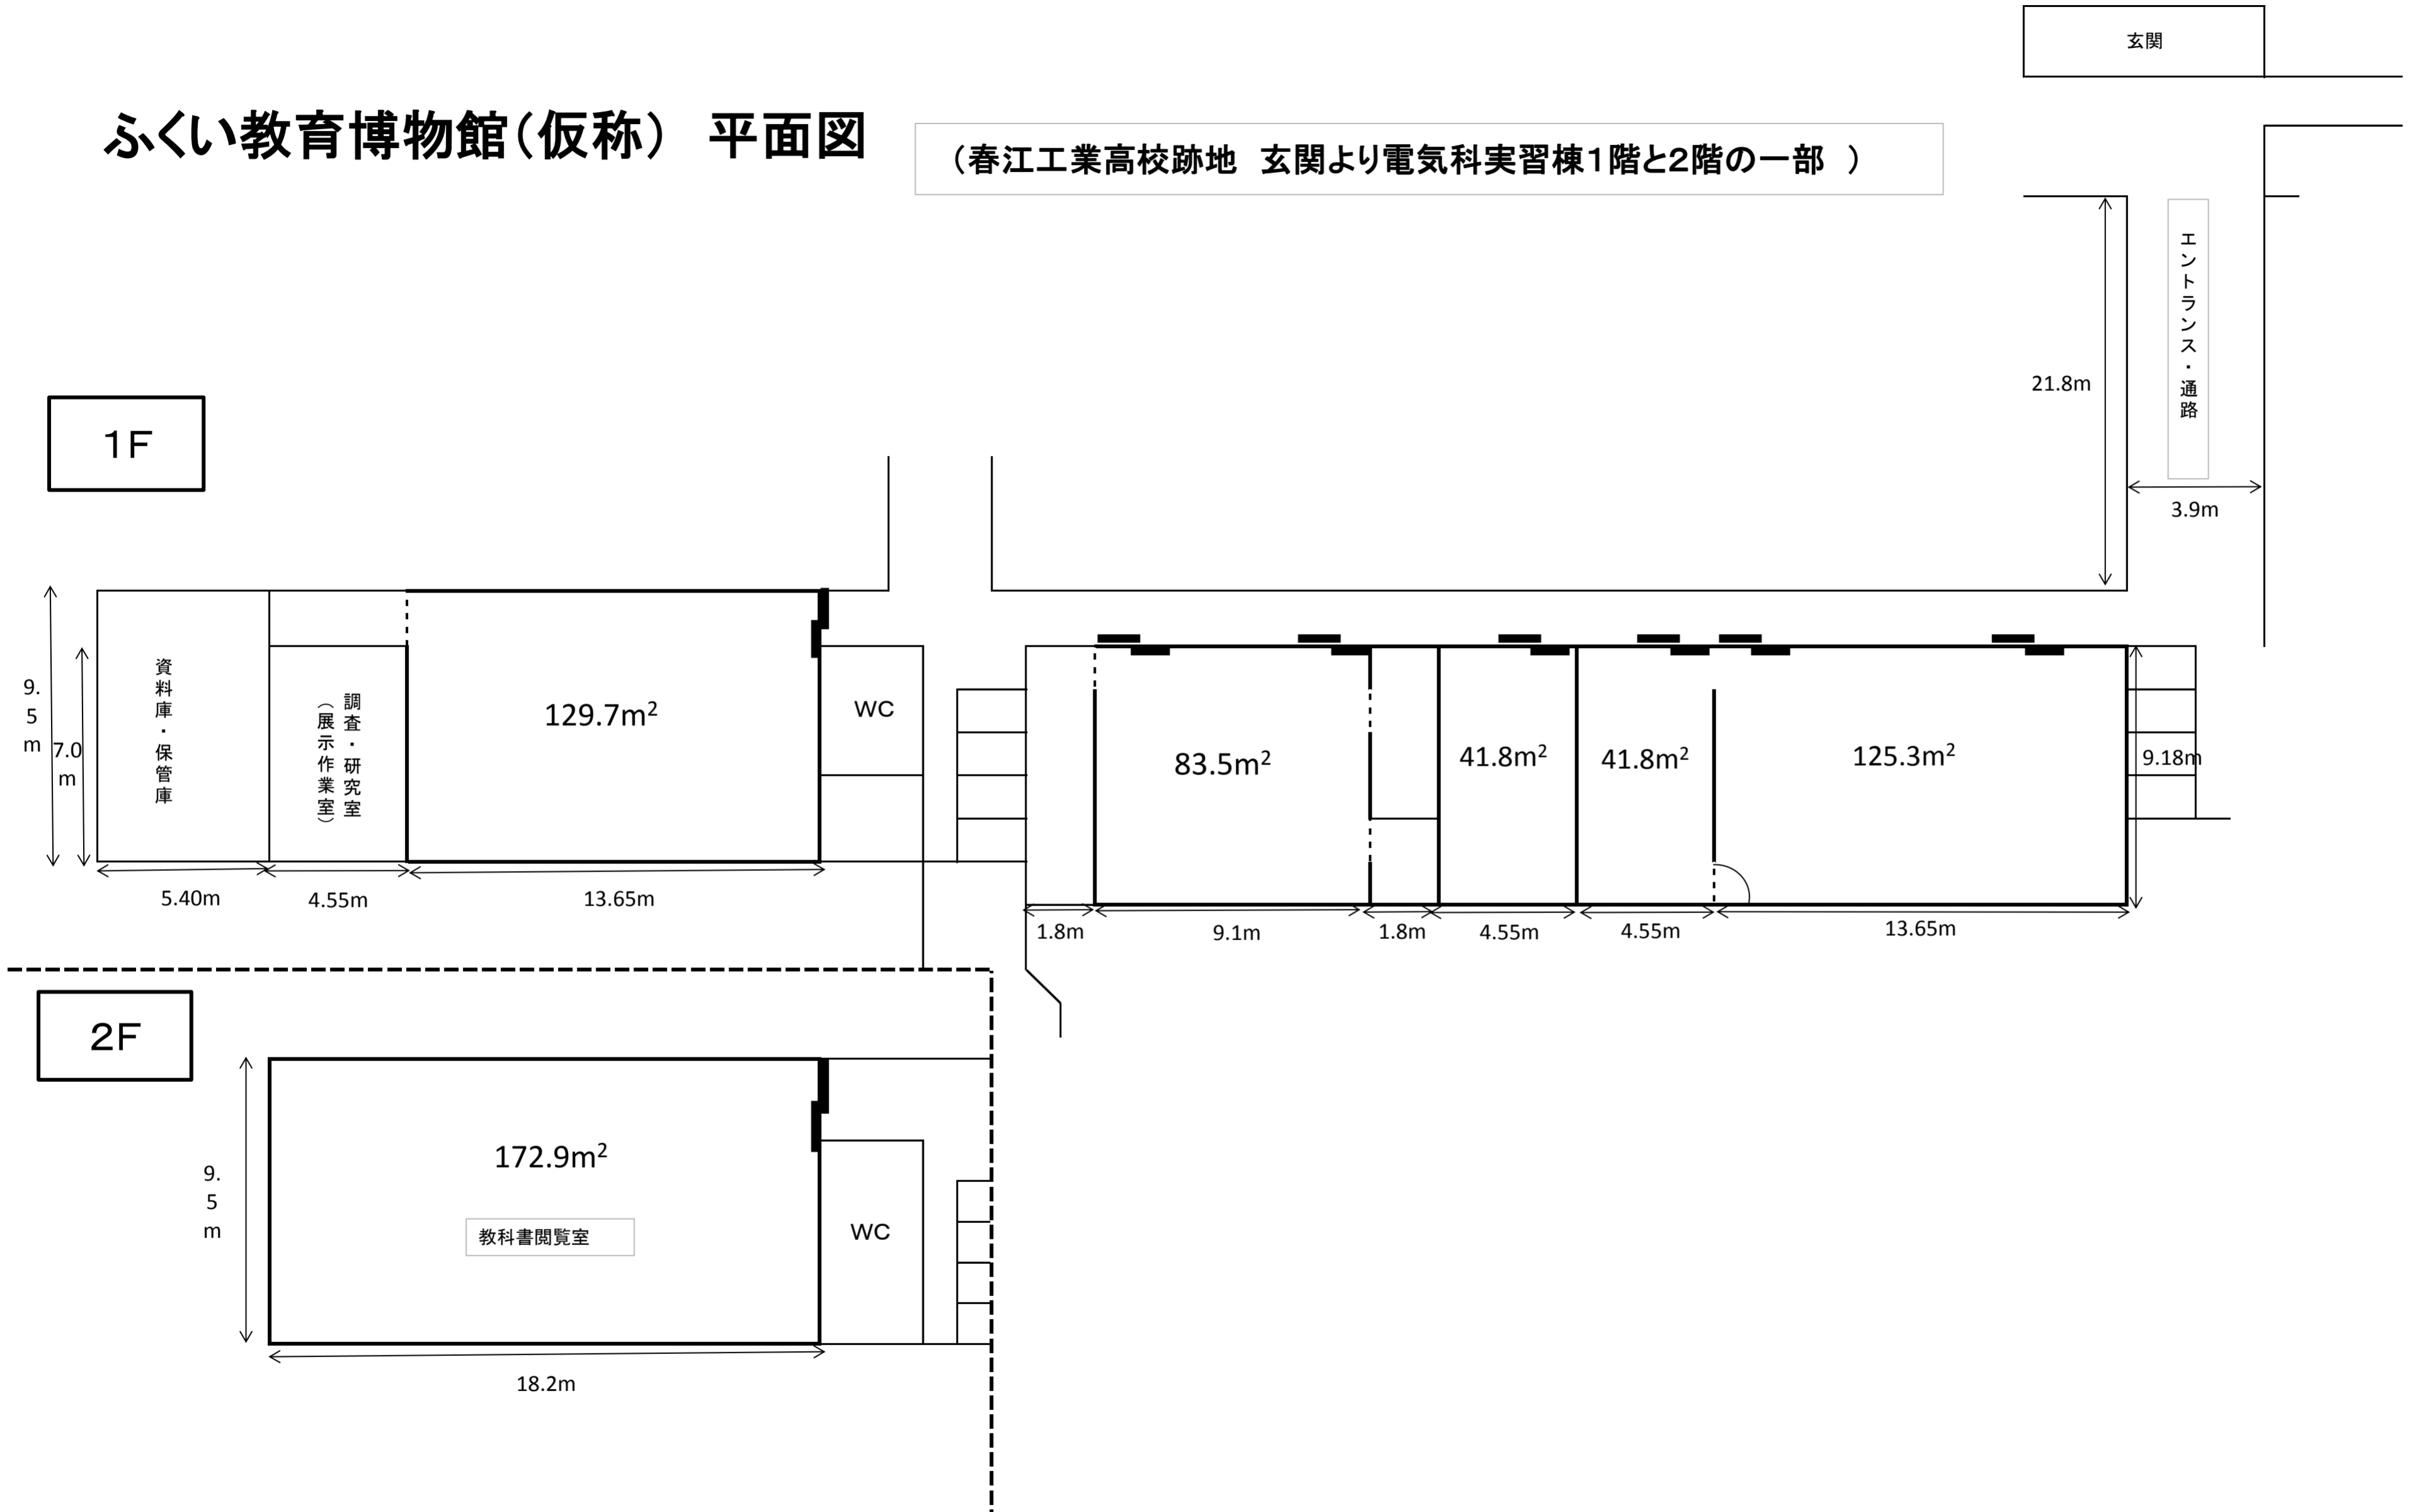 玄関
ふくい教育博物館（仮称）　平面図
（春江工業高校跡地　玄関より電気科実習棟１階と２階の一部　）
エントランス・通路
21.8m
3.9m
１Ｆ
9.5m
7.0m
資料庫・保管庫
調査・研究室
（展示作業室）
129.7m²
WC
83.5m²
41.8m²
41.8m²
125.3m²
9.18m
5.40m
4.55m
13.65m
1.8m
9.1m
1.8m
4.55m
4.55m
13.65m
２Ｆ
9.5m
172.9m²
教科書閲覧室
WC
18.2m